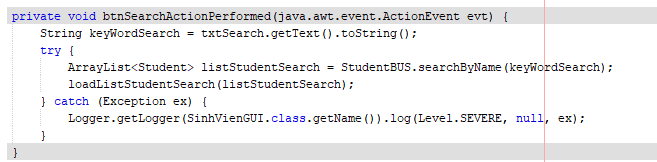 private void btnSearchActionPerformed(java.awt.event.ActionEvent evt) {
    String keyWordSearch = txtSearch.getText().toString();
    try {
        ArrayList<Student> listStudentSearch = StudentBUS.searchByName(keyWordSearch);
        loadListStudentSearch(listStudentSearch);
    } catch (Exception ex) {
        Logger.getLogger(SinhVienGUI.class.getName()).log(Level.SEVERE, null, ex);
    }
}